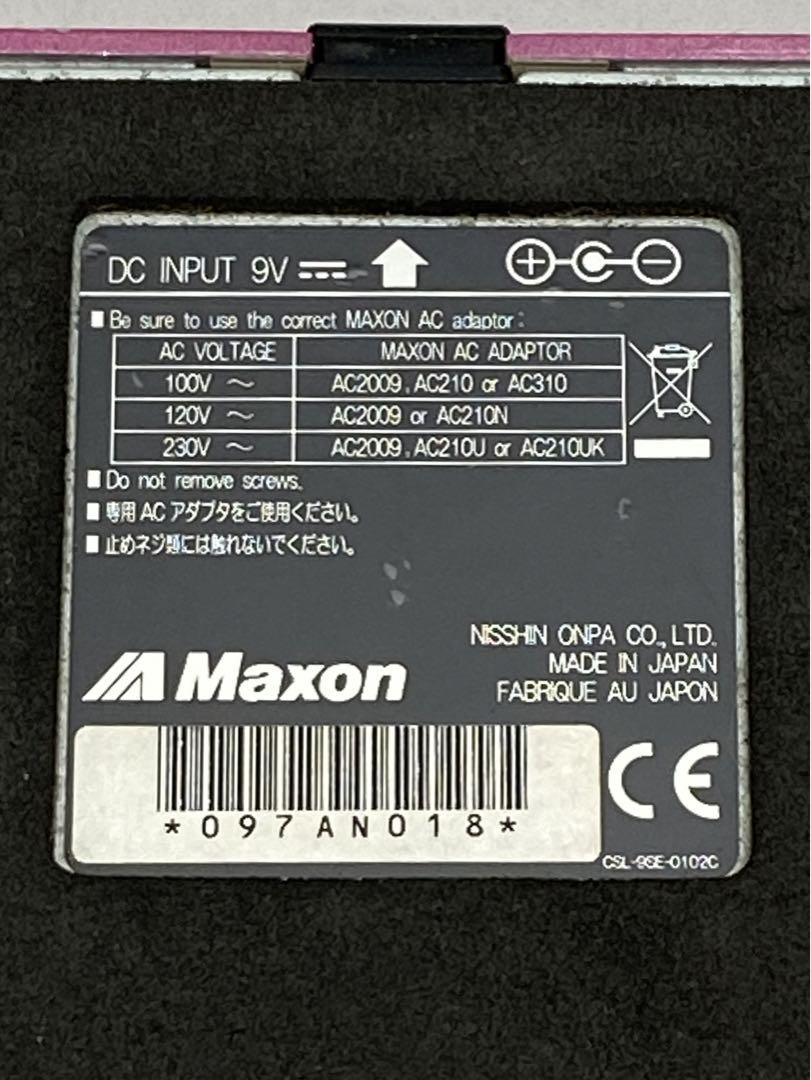 DC INPUT 9V
■ Be sure to use the correct MAXON AC adaptor:
AC VOLTAGE MAXON AC ADAPTOR
100V ～ AC2009, AC210 or AC310
120V ～ AC2009 or AC210N
230V ～ AC2009, AC210U or AC210UK
■ Do not remove screws.
■ 専用ACアダプタをご使用ください。
■ 止めネジ類には触れないでください。
NISSHIN ONPA CO., LTD.
MADE IN JAPAN
FABRIQUE AU JAPON
Maxon
*097AN018*
CE
CSL-9SE-0102C